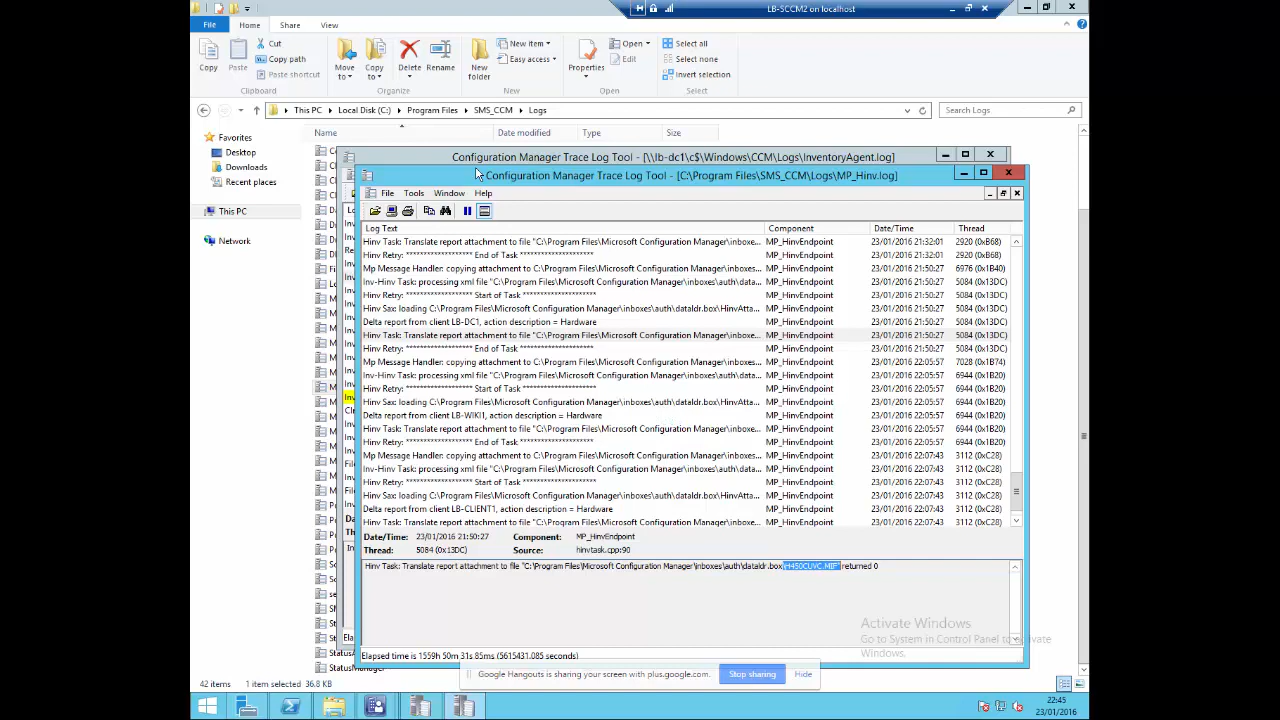 LB-SCCM2 on localhost
File Home Share View
Copy Paste Cut Copy path Paste shortcut
Move to Copy to Delete Rename New folder New item Easy access
Properties Open Edit Select all Select none Invert selection
Clipboard Organize New Open Select
This PC Local Disk (C:) Program Files SMS_CCM Logs Search Logs
Name Date modified Type Size
Favorites
Desktop
Downloads
Recent places
This PC
Network
Configuration Manager Trace Log Tool - [\\lb-dc1\c$\Windows\CCM\Logs\InventoryAgent.log]
Configuration Manager Trace Log Tool - [C:\Program Files\SMS_CCM\Logs\MP_Hinv.log]
File Tools Window Help
Log Text Component Date/Time Thread
Hinv Task: Translate report attachment to file "C:\Program Files\Microsoft Configuration Manager\inboxe... MP_HinvEndpoint 23/01/2016 21:32:01 2920 (0xB68)
Hinv Retry: ******************* End of Task ******************* MP_HinvEndpoint 23/01/2016 21:32:01 2920 (0xB68)
Mp Message Handler: copying attachment to C:\Program Files\Microsoft Configuration Manager\inboxes... MP_HinvEndpoint 23/01/2016 21:50:27 6976 (0x1B40)
Inv-Hinv Task: processing xml file "C:\Program Files\Microsoft Configuration Manager\inboxes\auth\data... MP_HinvEndpoint 23/01/2016 21:50:27 5084 (0x13DC)
Hinv Retry: ******************* Start of Task ******************* MP_HinvEndpoint 23/01/2016 21:50:27 5084 (0x13DC)
Hinv Sax: loading C:\Program Files\Microsoft Configuration Manager\inboxes\auth\dataldr.box\HinvAtta... MP_HinvEndpoint 23/01/2016 21:50:27 5084 (0x13DC)
Delta report from client LB-DC1, action description = Hardware MP_HinvEndpoint 23/01/2016 21:50:27 5084 (0x13DC)
Hinv Task: Translate report attachment to file "C:\Program Files\Microsoft Configuration Manager\inboxe... MP_HinvEndpoint 23/01/2016 21:50:27 5084 (0x13DC)
Hinv Retry: ******************* End of Task ******************* MP_HinvEndpoint 23/01/2016 21:50:27 5084 (0x13DC)
Mp Message Handler: copying attachment to C:\Program Files\Microsoft Configuration Manager\inboxes... MP_HinvEndpoint 23/01/2016 22:05:57 7028 (0x1B74)
Inv-Hinv Task: processing xml file "C:\Program Files\Microsoft Configuration Manager\inboxes\auth\data... MP_HinvEndpoint 23/01/2016 22:05:57 6944 (0x1B20)
Hinv Retry: ******************* Start of Task ******************* MP_HinvEndpoint 23/01/2016 22:05:57 6944 (0x1B20)
Hinv Sax: loading C:\Program Files\Microsoft Configuration Manager\inboxes\auth\dataldr.box\HinvAtta... MP_HinvEndpoint 23/01/2016 22:05:57 6944 (0x1B20)
Delta report from client LB-WIKI1, action description = Hardware MP_HinvEndpoint 23/01/2016 22:05:57 6944 (0x1B20)
Hinv Task: Translate report attachment to file "C:\Program Files\Microsoft Configuration Manager\inboxe... MP_HinvEndpoint 23/01/2016 22:05:57 6944 (0x1B20)
Hinv Retry: ******************* End of Task ******************* MP_HinvEndpoint 23/01/2016 22:05:57 6944 (0x1B20)
Mp Message Handler: copying attachment to C:\Program Files\Microsoft Configuration Manager\inboxes... MP_HinvEndpoint 23/01/2016 22:07:43 3112 (0xC28)
Inv-Hinv Task: processing xml file "C:\Program Files\Microsoft Configuration Manager\inboxes\auth\data... MP_HinvEndpoint 23/01/2016 22:07:43 3112 (0xC28)
Hinv Retry: ******************* Start of Task ******************* MP_HinvEndpoint 23/01/2016 22:07:43 3112 (0xC28)
Hinv Sax: loading C:\Program Files\Microsoft Configuration Manager\inboxes\auth\dataldr.box\HinvAtta... MP_HinvEndpoint 23/01/2016 22:07:43 3112 (0xC28)
Delta report from client LB-CLIENT1, action description = Hardware MP_HinvEndpoint 23/01/2016 22:07:43 3112 (0xC28)
Hinv Task: Translate report attachment to file "C:\Program Files\Microsoft Configuration Manager\inboxe... MP_HinvEndpoint 23/01/2016 22:07:43 3112 (0xC28)
Date/Time: 23/01/2016 21:50:27 Component: MP_HinvEndpoint
Thread: 5084 (0x13DC) Source: hinvtask.cpp:90
Hinv Task: Translate report attachment to file "C:\Program Files\Microsoft Configuration Manager\inboxes\auth\dataldr.box\H450CUVC.MIF" returned 0
Activate Windows
Go to System in Control Panel to activate
Windows.
Elapsed time is 1559h 50m 31s 85ms (5615431.085 seconds)
StatusManager
Google Hangouts is sharing your screen with plus.google.com. Stop sharing Hide
42 items 1 item selected 36.8 KB
22:45
23/01/2016